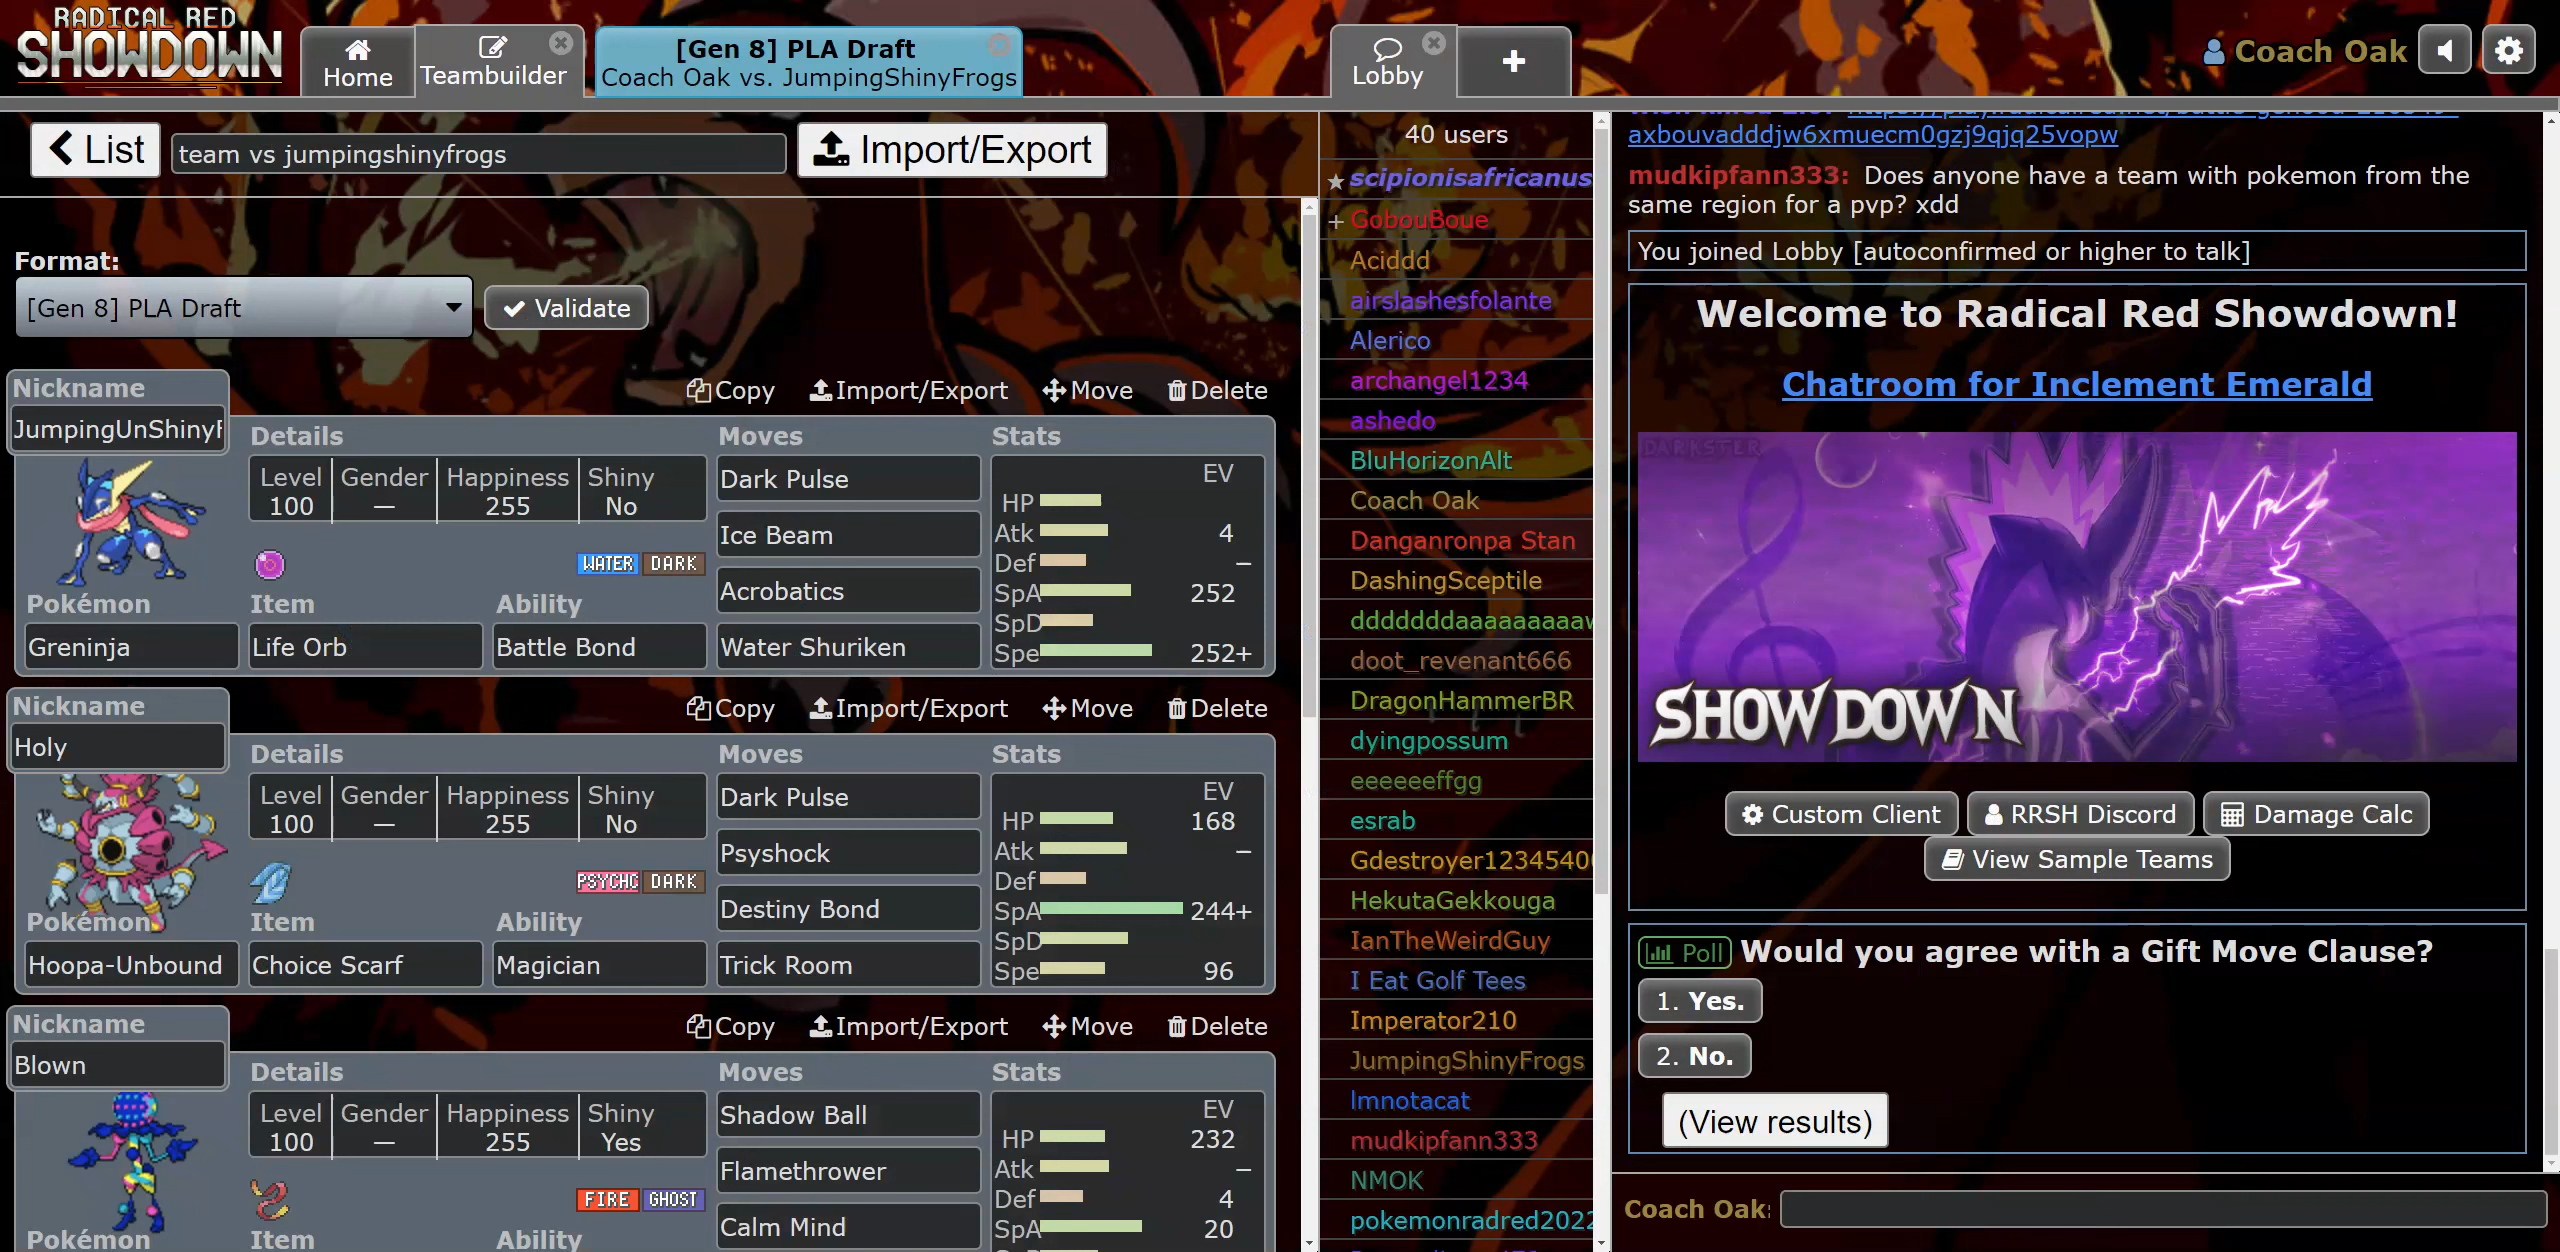 RADICAL RED
SHOWDOWN
Home
Teambuilder
[Gen 8] PLA Draft
Coach Oak vs. JumpingShinyFrogs
Lobby
Coach Oak
List
team vs jumpingshinyfrogs
Import/Export
Format:
[Gen 8] PLA Draft
Validate
Nickname
Copy
Import/Export
Move
Delete
JumpingUnShinyF
Details
Moves
Stats
Level
Gender
Happiness
Shiny
100
—
255
No
WATER
DARK
Pokémon
Item
Ability
Greninja
Life Orb
Battle Bond
Dark Pulse
Ice Beam
Acrobatics
Water Shuriken
EV
HP
Atk 4
Def –
SpA 252
SpD
Spe 252+
Nickname
Copy
Import/Export
Move
Delete
Holy
Details
Moves
Stats
Level
Gender
Happiness
Shiny
100
—
255
No
PSYCHC
DARK
Pokémon
Item
Ability
Hoopa-Unbound
Choice Scarf
Magician
Dark Pulse
Psyshock
Destiny Bond
Trick Room
EV
HP 168
Atk –
Def
SpA 244+
SpD
Spe 96
Nickname
Copy
Import/Export
Move
Delete
Blown
Details
Moves
Stats
Level
Gender
Happiness
Shiny
100
—
255
Yes
FIRE
GHOST
Pokémon
Item
Ability
Shadow Ball
Flamethrower
Calm Mind
EV
HP 232
Atk –
Def 4
SpA 20
40 users
★scipionisafricanus
+GobouBoue
Aciddd
airslashesfolante
Alerico
archangel1234
ashedo
BluHorizonAlt
Coach Oak
Danganronpa Stan
DashingSceptile
dddddddaaaaaaaaaw
doot_revenant666
DragonHammerBR
dyingpossum
eeeeeeffgg
esrab
Gdestroyer1234540
HekutaGekkouga
IanTheWeirdGuy
I Eat Golf Tees
Imperator210
JumpingShinyFrogs
lmnotacat
mudkipfann333
NMOK
pokemonradred2022
axbouvadddjw6xmuecm0gzj9qjq25vopw
mudkipfann333: Does anyone have a team with pokemon from the
same region for a pvp? xdd
You joined Lobby [autoconfirmed or higher to talk]
Welcome to Radical Red Showdown!
Chatroom for Inclement Emerald
DARKSTER
SHOWDOWN
Custom Client
RRSH Discord
Damage Calc
View Sample Teams
Poll Would you agree with a Gift Move Clause?
1. Yes.
2. No.
(View results)
Coach Oak: